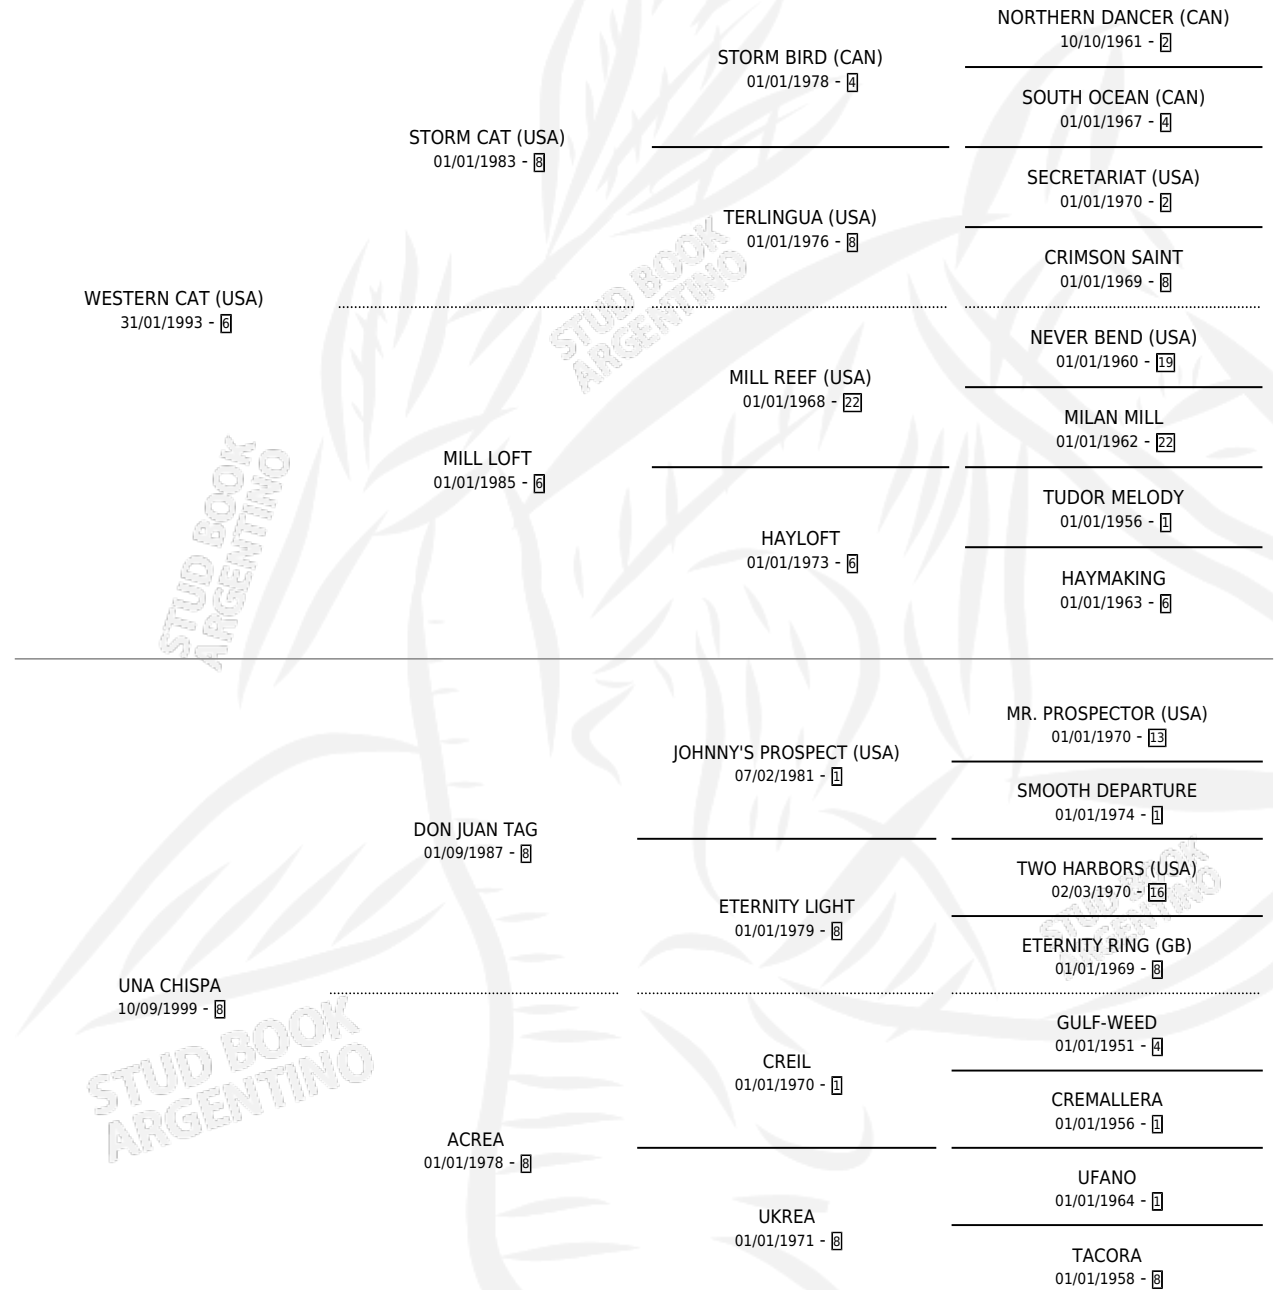 NORTHERN DANCER (CAN)
10/10/1961 - 2
STORM BIRD (CAN)
01/01/1978 - 4
SOUTH OCEAN (CAN)
01/01/1967 - 4
STORM CAT (USA)
01/01/1983 - 8
SECRETARIAT (USA)
01/01/1970 - 2
TERLINGUA (USA)
01/01/1976 - 8
CRIMSON SAINT
01/01/1969 - 8
WESTERN CAT (USA)
31/01/1993 - 6
NEVER BEND (USA)
01/01/1960 - 19
MILL REEF (USA)
01/01/1968 - 22
MILAN MILL
01/01/1962 - 22
MILL LOFT
01/01/1985 - 6
TUDOR MELODY
01/01/1956 - 1
HAYLOFT
01/01/1973 - 6
HAYMAKING
01/01/1963 - 6
STUD BOOK
ARGENTINO
STUD BOOK
ARGENTINO
MR. PROSPECTOR (USA)
01/01/1970 - 13
JOHNNY'S PROSPECT (USA)
07/02/1981 - 1
SMOOTH DEPARTURE
01/01/1974 - 1
DON JUAN TAG
01/09/1987 - 8
TWO HARBORS (USA)
02/03/1970 - 16
ETERNITY LIGHT
01/01/1979 - 8
ETERNITY RING (GB)
01/01/1969 - 8
UNA CHISPA
10/09/1999 - 8
GULF-WEED
01/01/1951 - 4
CREIL
01/01/1970 - 1
CREMALLERA
01/01/1956 - 1
ACREA
01/01/1978 - 8
UFANO
01/01/1964 - 1
UKREA
01/01/1971 - 8
TACORA
01/01/1958 - 8
STUD BOOK
ARGENTINO
STUD BOOK
ARGENTINO